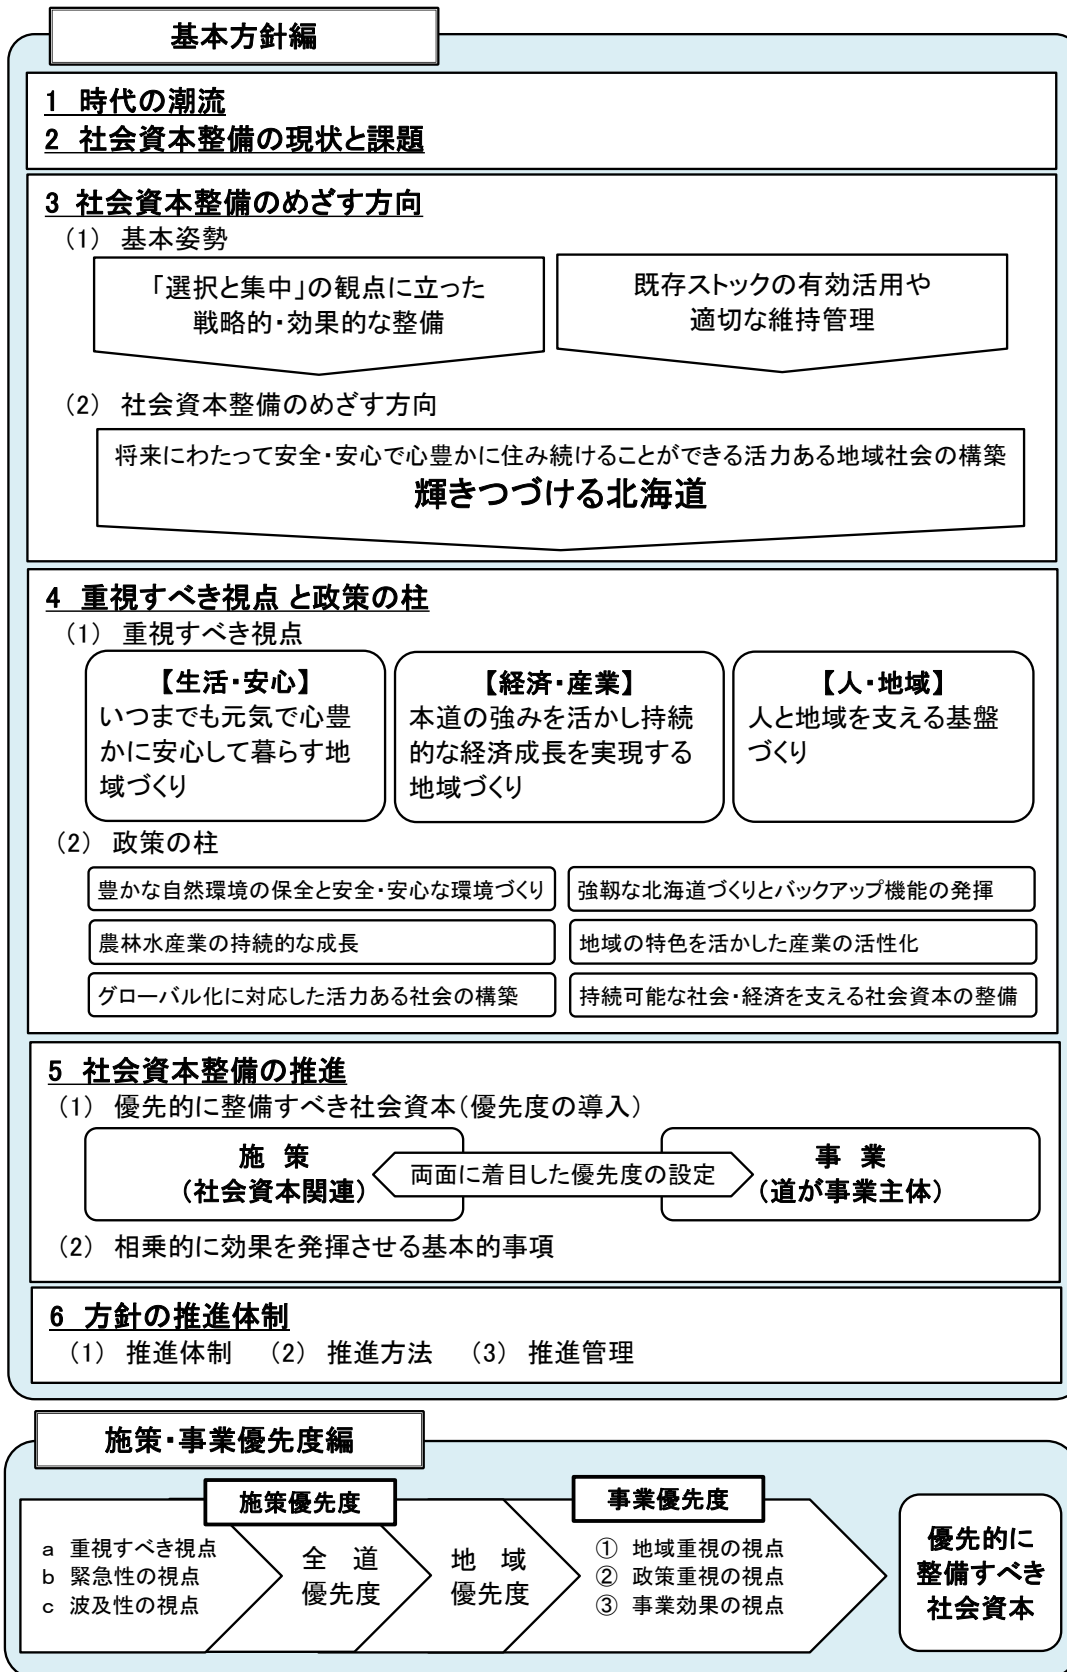 基本方針編
1 時代の潮流
2 社会資本整備の現状と課題
3 社会資本整備のめざす方向
(1) 基本姿勢
「選択と集中」の観点に立った
戦略的・効果的な整備
既存ストックの有効活用や
適切な維持管理
(2) 社会資本整備のめざす方向
将来にわたって安全・安心で心豊かに住み続けることができる活力ある地域社会の構築
輝きつづける北海道
4 重視すべき視点 と政策の柱
(1) 重視すべき視点
【生活・安心】
いつまでも元気で心豊
かに安心して暮らす地
域づくり
【経済・産業】
本道の強みを活かし持続
的な経済成長を実現する
地域づくり
【人・地域】
人と地域を支える基盤
づくり
(2) 政策の柱
豊かな自然環境の保全と安全・安心な環境づくり
強靱な北海道づくりとバックアップ機能の発揮
農林水産業の持続的な成長
地域の特色を活かした産業の活性化
グローバル化に対応した活力ある社会の構築
持続可能な社会・経済を支える社会資本の整備
5 社会資本整備の推進
(1) 優先的に整備すべき社会資本(優先度の導入)
施 策
(社会資本関連)
両面に着目した優先度の設定
事 業
(道が事業主体)
(2) 相乗的に効果を発揮させる基本的事項
6 方針の推進体制
(1) 推進体制 (2) 推進方法 (3) 推進管理
施策・事業優先度編
施策優先度
a 重視すべき視点
b 緊急性の視点
c 波及性の視点
全 道
優先度
地 域
優先度
事業優先度
① 地域重視の視点
② 政策重視の視点
③ 事業効果の視点
優先的に
整備すべき
社会資本